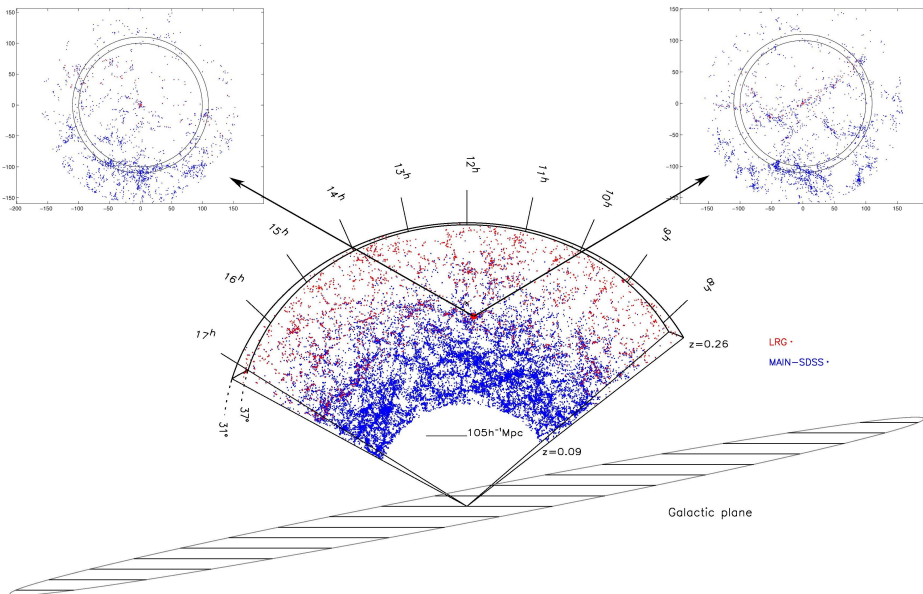 150
100
50
0
-50
-100
-150
-200 -150 -100 -50 0 50 100 150
150
100
50
0
-50
-100
-150
-150 -100 -50 0 50 100 150
12h
13h
11h
14h
10h
15h
9h
16h
8h
17h
z=0.26
LRG
MAIN-SDSS
37°
31°
105h⁻¹Mpc
z=0.09
Galactic plane